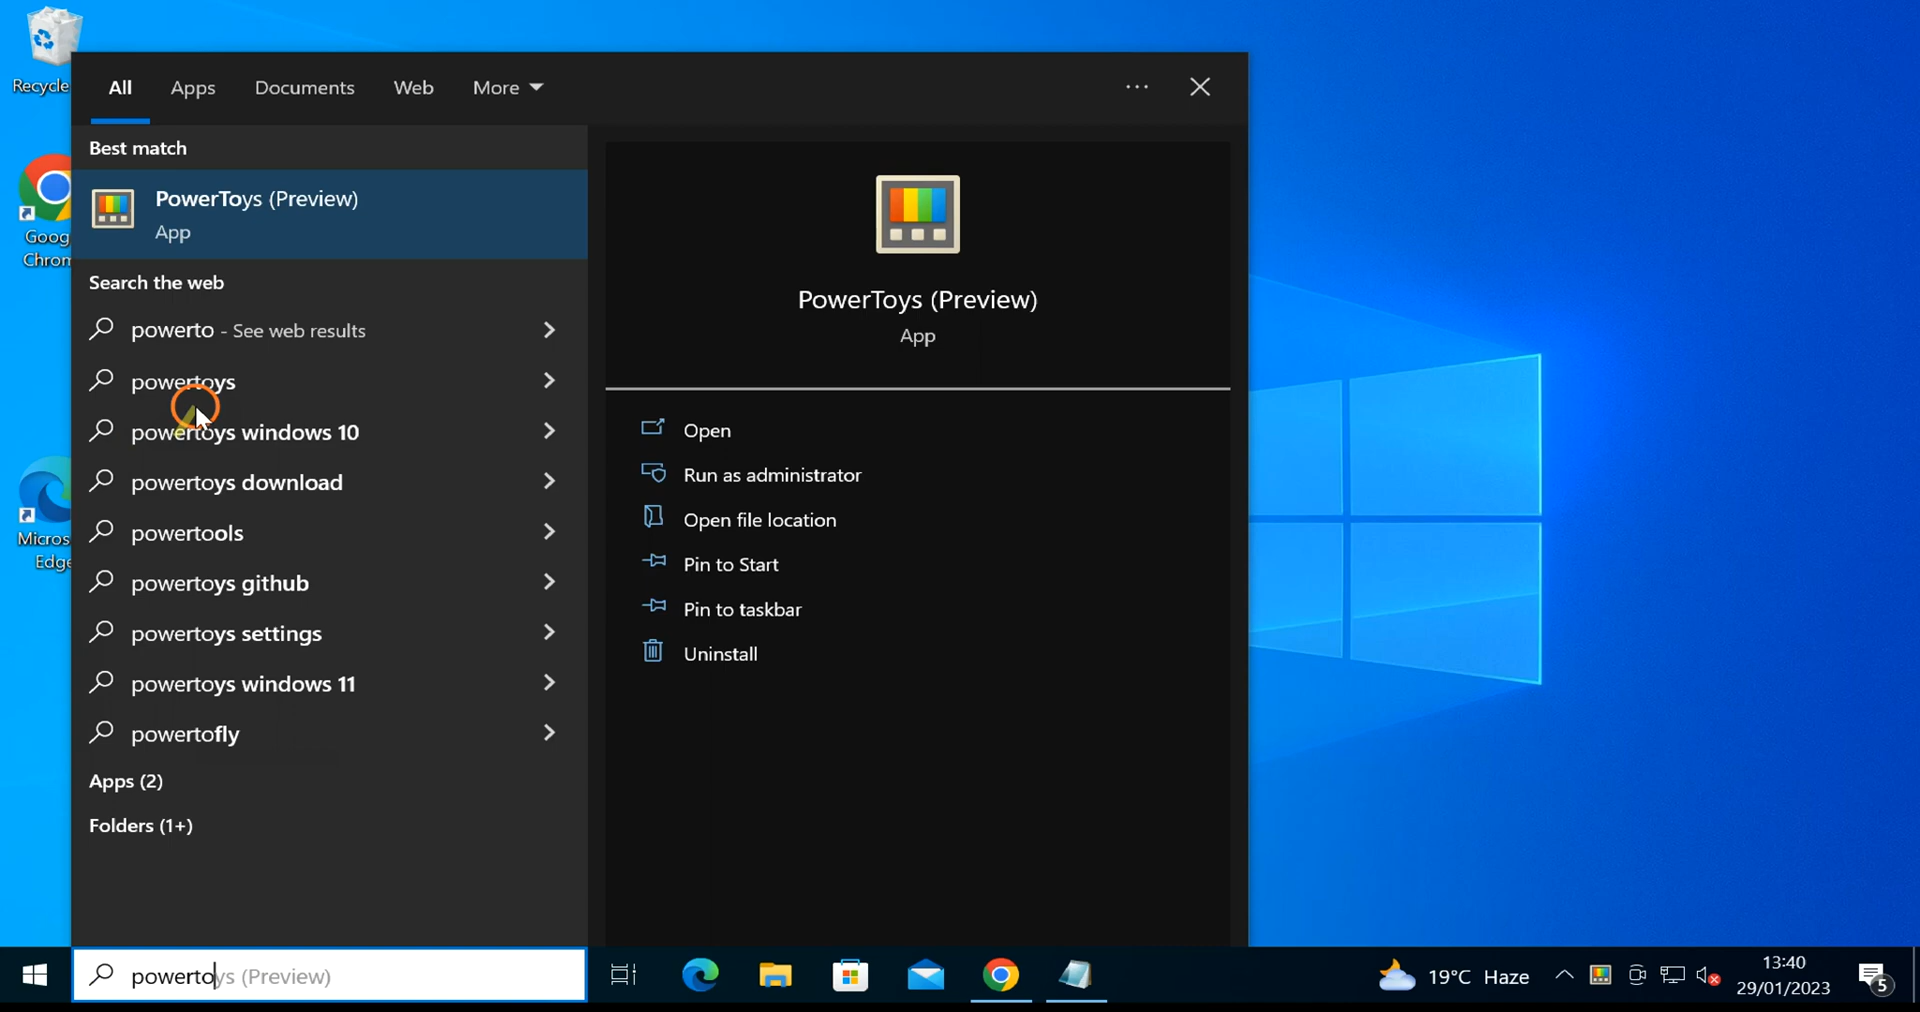 Recycle
All Apps Documents Web More
Best match
PowerToys (Preview)
App
Search the web
powerto - See web results
powertoys
powertoys windows 10
powertoys download
powertools
powertoys github
powertoys settings
powertoys windows 11
powertofly
Apps (2)
Folders (1+)
PowerToys (Preview)
App
Open
Run as administrator
Open file location
Pin to Start
Pin to taskbar
Uninstall
Goog
Chrom
Micros
Edge
powertoys (Preview)
19°C Haze
13:40
29/01/2023
5